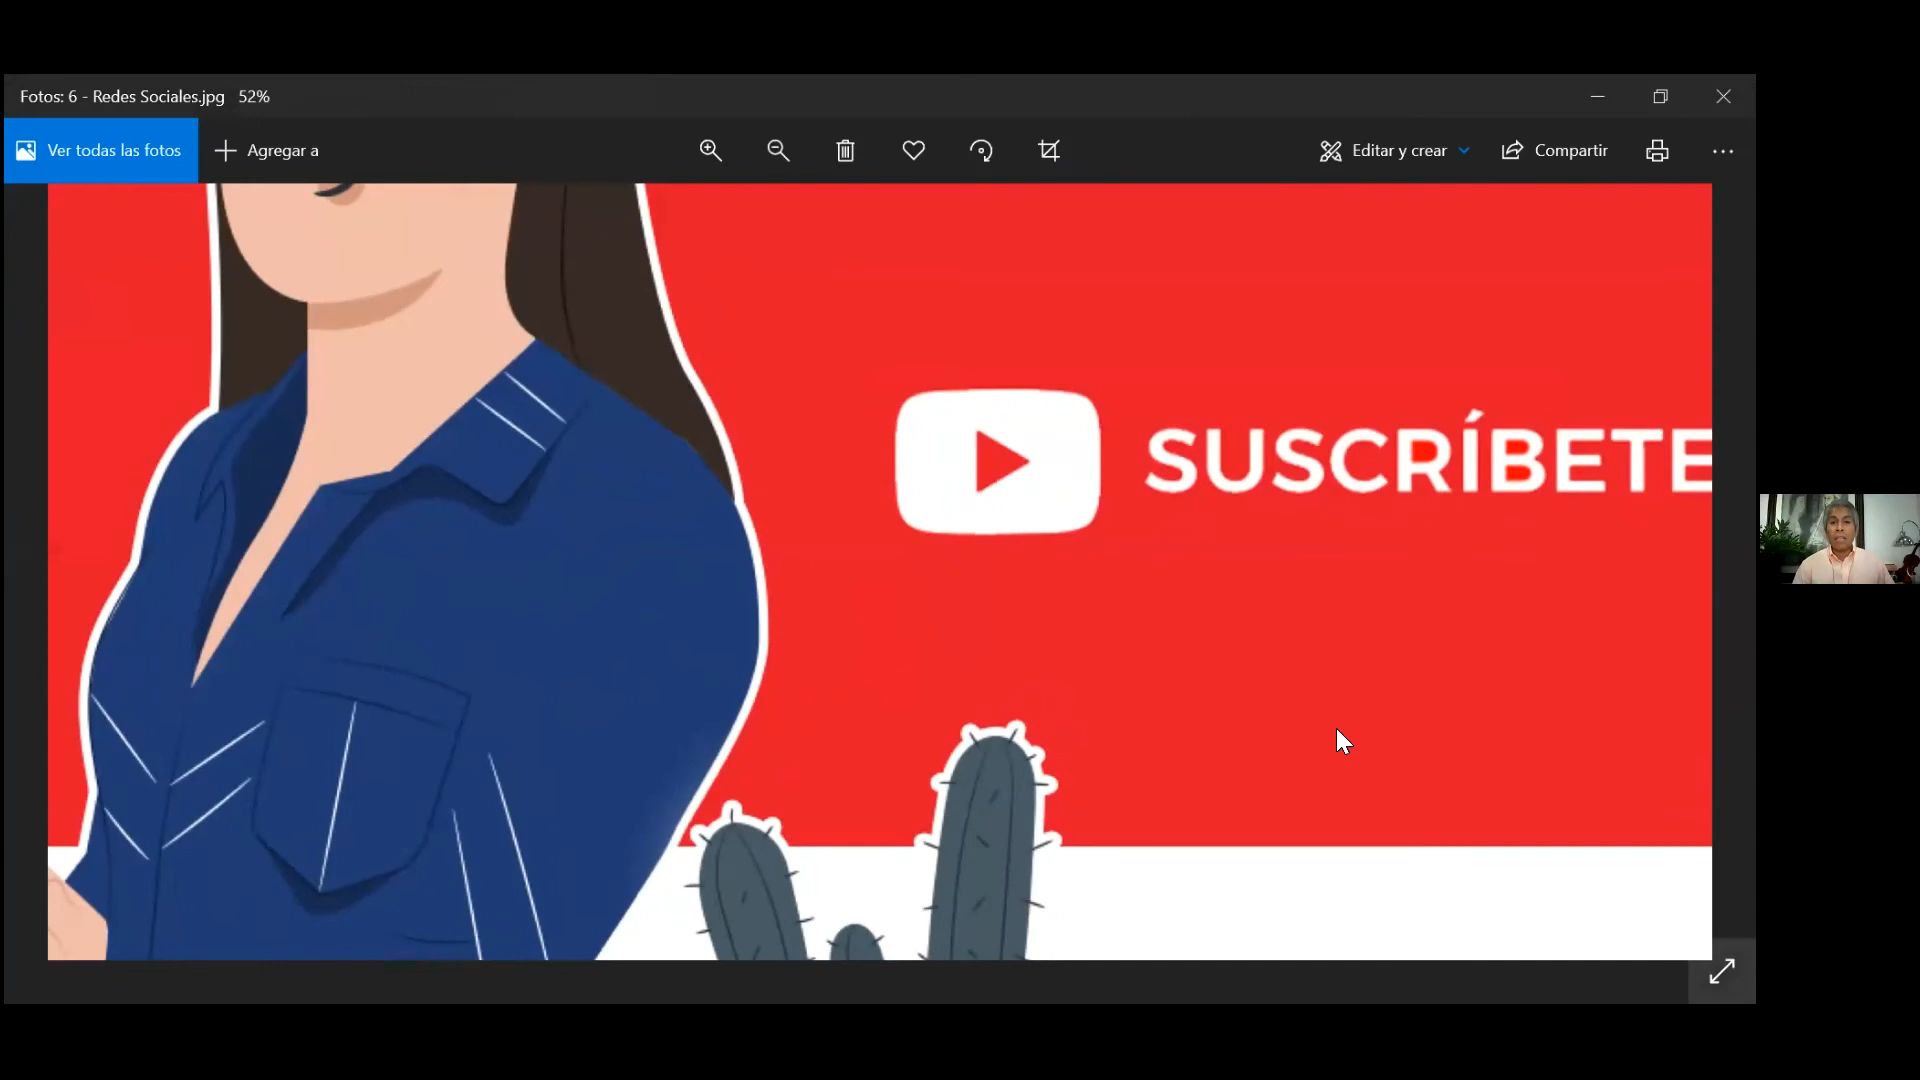 Fotos: 6 - Redes Sociales.jpg 52%
Ver todas las fotos
Agregar a
Editar y crear
Compartir
SUSCRÍBETE